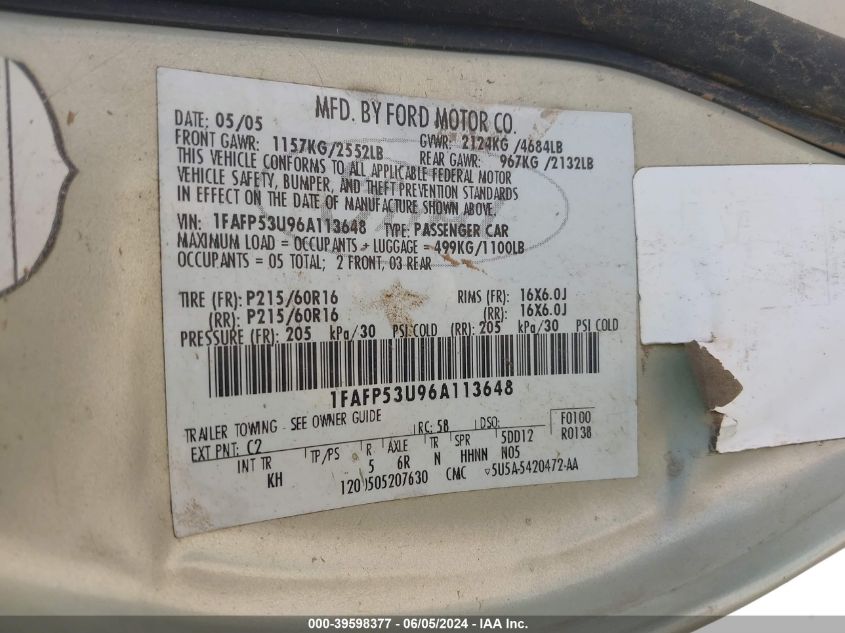 MFD. BY FORD MOTOR CO.
DATE: 05/05 GVWR: 2124KG /4684LB
FRONT GAWR: 1157KG/2552LB REAR GAWR: 967KG /2132LB
THIS VEHICLE CONFORMS TO ALL APPLICABLE FEDERAL MOTOR
VEHICLE SAFETY, BUMPER, AND THEFT PREVENTION STANDARDS
IN EFFECT ON THE DATE OF MANUFACTURE SHOWN ABOVE
VIN: 1FAFP53U96A113648 TYPE: PASSENGER CAR
MAXIMUM LOAD = OCCUPANTS + LUGGAGE = 499KG/1100LB
OCCUPANTS = 05 TOTAL; 2 FRONT, 03 REAR
TIRE (FR): P215/60R16 RIMS (FR): 16X6.0J
(RR): P215/60R16 (RR): 16X6.0J
PRESSURE (FR): 205 kPa/30 PSI COLD (RR): 205 kPa/30 PSI COLD
1FAFP53U96A113648
TRAILER TOWING - SEE OWNER GUIDE
EXT PNT: C2 RC: 58 DSO: F0100
INT TR TP/PS R AXLE TR SPR 5DD12 R0138
KH 5 6R N HHNN N05
120 505207630 CMC ▽5U5A-5420472-AA
000-39598377 - 06/05/2024 - IAA Inc.